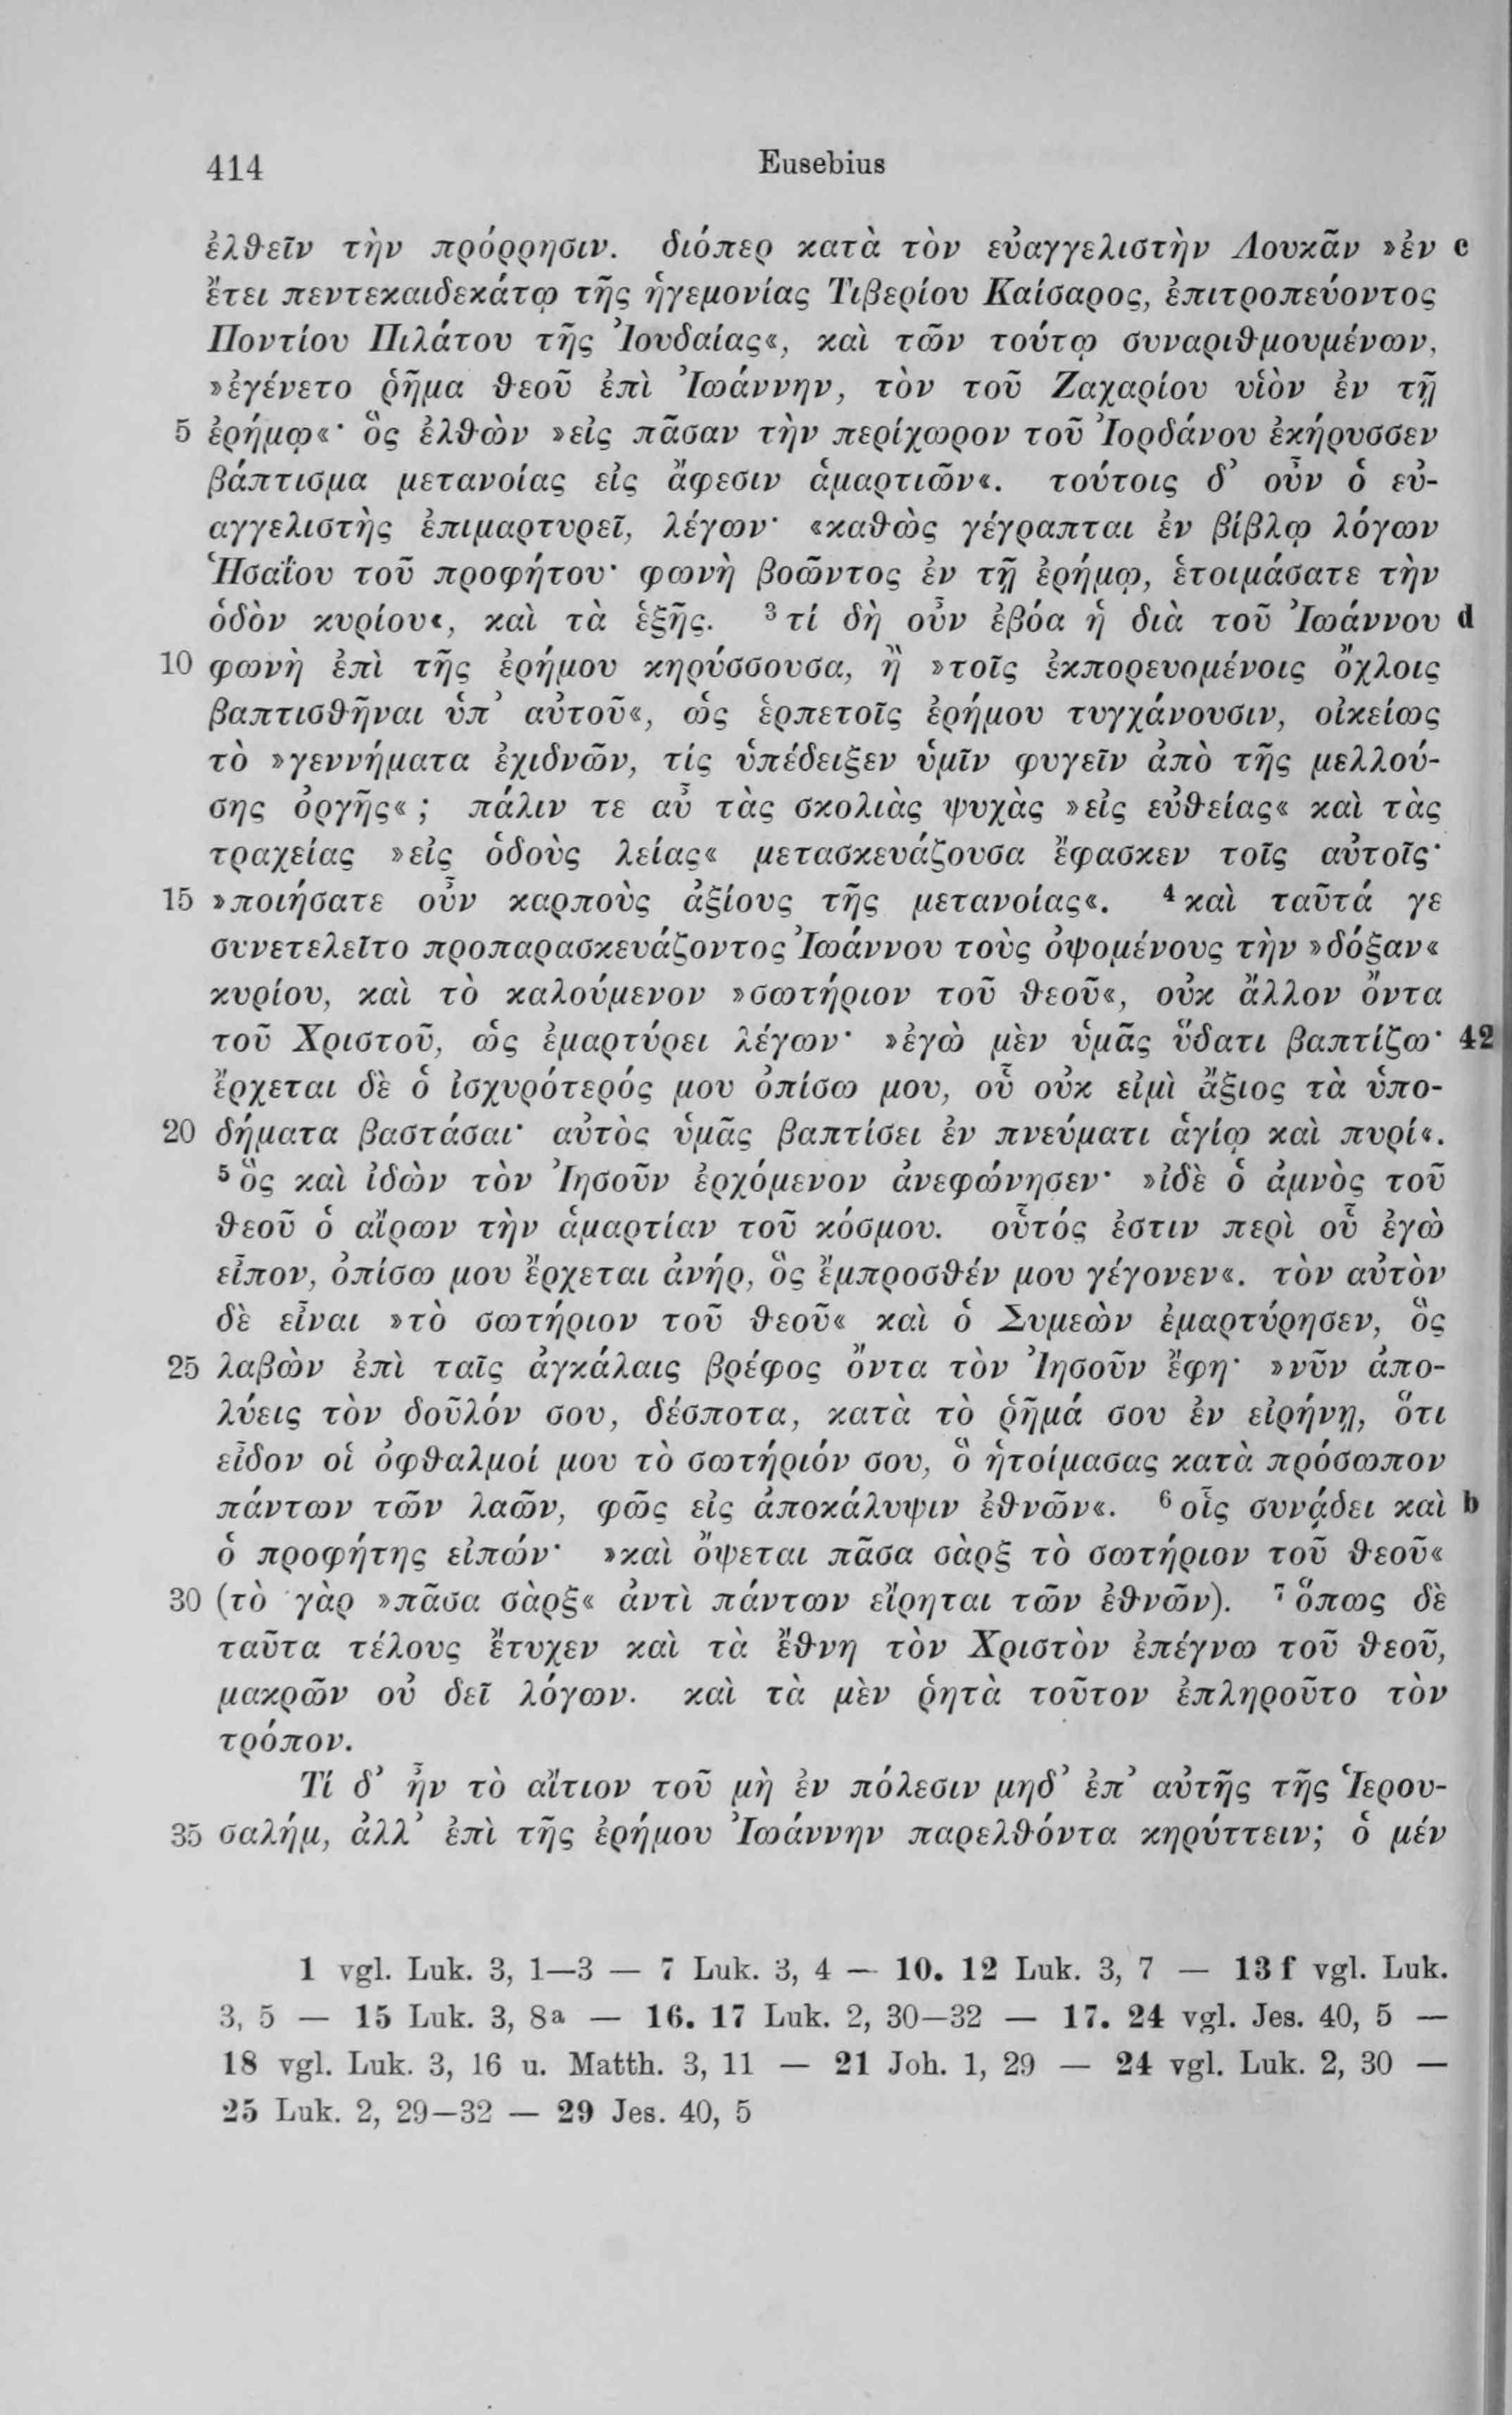 414 Eusebius
ἐλθεῖν τὴν πρόρρησιν. διόπερ κατὰ τὸν εὐαγγελιστὴν Λουκᾶν »ἐν c
ἔτει πεντεκαιδεκάτῳ τῆς ἡγεμονίας Τιβερίου Καίσαρος, ἐπιτροπεύοντος
Ποντίου Πιλάτου τῆς Ἰουδαίας«, καὶ τῶν τούτῳ συναριθμουμένων,
»ἐγένετο ῥῆμα θεοῦ ἐπὶ Ἰωάννην, τὸν τοῦ Ζαχαρίου υἱὸν ἐν τῇ
5 ἐρήμῳ«· ὃς ἐλθὼν »εἰς πᾶσαν τὴν περίχωρον τοῦ Ἰορδάνου ἐκήρυσσεν
βάπτισμα μετανοίας εἰς ἄφεσιν ἁμαρτιῶν«. τούτοις δ’ οὖν ὁ εὐ-
αγγελιστὴς ἐπιμαρτυρεῖ, λέγων· «καθὼς γέγραπται ἐν βίβλῳ λόγων
Ἡσαΐου τοῦ προφήτου· φωνὴ βοῶντος ἐν τῇ ἐρήμῳ, ἑτοιμάσατε τὴν
ὁδὸν κυρίου«, καὶ τὰ ἑξῆς. ³ τί δὴ οὖν ἐβόα ἡ διὰ τοῦ Ἰωάννου d
10 φωνὴ ἐπὶ τῆς ἐρήμου κηρύσσουσα, ἢ »τοῖς ἐκπορευομένοις ὄχλοις
βαπτισθῆναι ὑπ’ αὐτοῦ«, ὡς ἑρπετοῖς ἐρήμου τυγχάνουσιν, οἰκείως
τὸ »γεννήματα ἐχιδνῶν, τίς ὑπέδειξεν ὑμῖν φυγεῖν ἀπὸ τῆς μελλού-
σης ὀργῆς«; πάλιν τε αὖ τὰς σκολιὰς ψυχὰς »εἰς εὐθείας« καὶ τὰς
τραχείας »εἰς ὁδοὺς λείας« μετασκευάζουσα ἔφασκεν τοῖς αὐτοῖς·
15 »ποιήσατε οὖν καρποὺς ἀξίους τῆς μετανοίας«. ⁴ καὶ ταῦτά γε
συνετελεῖτο προπαρασκευάζοντος Ἰωάννου τοὺς ὀψομένους τὴν »δόξαν«
κυρίου, καὶ τὸ καλούμενον »σωτήριον τοῦ θεοῦ«, οὐκ ἄλλον ὄντα
τοῦ Χριστοῦ, ὡς ἐμαρτύρει λέγων· »ἐγὼ μὲν ὑμᾶς ὕδατι βαπτίζω· 42
ἔρχεται δὲ ὁ ἰσχυρότερός μου ὀπίσω μου, οὗ οὐκ εἰμὶ ἄξιος τὰ ὑπο-
20 δήματα βαστάσαι· αὐτὸς ὑμᾶς βαπτίσει ἐν πνεύματι ἁγίῳ καὶ πυρί«.
⁵ ὃς καὶ ἰδὼν τὸν Ἰησοῦν ἐρχόμενον ἀνεφώνησεν· »ἰδὲ ὁ ἀμνὸς τοῦ
θεοῦ ὁ αἴρων τὴν ἁμαρτίαν τοῦ κόσμου. οὗτός ἐστιν περὶ οὗ ἐγὼ
εἶπον, ὀπίσω μου ἔρχεται ἀνήρ, ὃς ἔμπροσθέν μου γέγονεν«. τὸν αὐτὸν
δὲ εἶναι »τὸ σωτήριον τοῦ θεοῦ« καὶ ὁ Συμεὼν ἐμαρτύρησεν, ὃς
25 λαβὼν ἐπὶ ταῖς ἀγκάλαις βρέφος ὄντα τὸν Ἰησοῦν ἔφη· »νῦν ἀπο-
λύεις τὸν δοῦλόν σου, δέσποτα, κατὰ τὸ ῥῆμά σου ἐν εἰρήνῃ, ὅτι
εἶδον οἱ ὀφθαλμοί μου τὸ σωτήριόν σου, ὃ ἡτοίμασας κατὰ πρόσωπον
πάντων τῶν λαῶν, φῶς εἰς ἀποκάλυψιν ἐθνῶν«. ⁶ οἷς συνᾴδει καὶ b
ὁ προφήτης εἰπών· »καὶ ὄψεται πᾶσα σὰρξ τὸ σωτήριον τοῦ θεοῦ«
30 (τὸ γὰρ »πᾶσα σὰρξ« ἀντὶ πάντων εἴρηται τῶν ἐθνῶν). ⁷ ὅπως δὲ
ταῦτα τέλους ἔτυχεν καὶ τὰ ἔθνη τὸν Χριστὸν ἐπέγνω τοῦ θεοῦ,
μακρῶν οὐ δεῖ λόγων. καὶ τὰ μὲν ῥητὰ τοῦτον ἐπληροῦτο τὸν
τρόπον.
Τί δ’ ἦν τὸ αἴτιον τοῦ μὴ ἐν πόλεσιν μηδ’ ἐπ’ αὐτῆς τῆς Ἱερου-
35 σαλήμ, ἀλλ’ ἐπὶ τῆς ἐρήμου Ἰωάννην παρελθόντα κηρύττειν; ὁ μέν
1 vgl. Luk. 3, 1—3 — 7 Luk. 3, 4 — 10. 12 Luk. 3, 7 — 13 f vgl. Luk.
3, 5 — 15 Luk. 3, 8a — 16. 17 Luk. 2, 30—32 — 17. 24 vgl. Jes. 40, 5 —
18 vgl. Luk. 3, 16 u. Matth. 3, 11 — 21 Joh. 1, 29 — 24 vgl. Luk. 2, 30 —
25 Luk. 2, 29—32 — 29 Jes. 40, 5